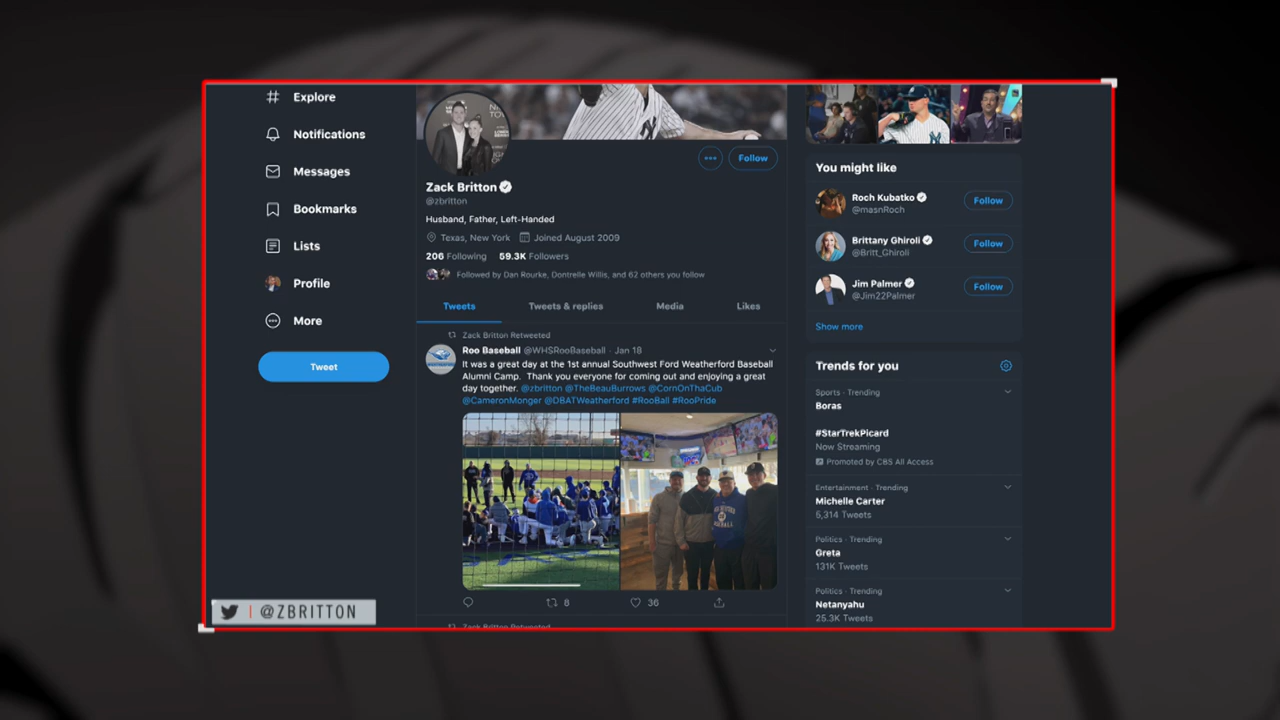 Explore
Notifications
Messages
Bookmarks
Lists
Profile
More
Tweet
@ZBRITTON
Follow
Zack Britton
@zbritton
Husband, Father, Left-Handed
Texas, New York Joined August 2009
206 Following 59.3K Followers
Followed by Dan Rourke, Dontrelle Willis, and 62 others you follow
Tweets Tweets & replies Media Likes
Zack Britton Retweeted
Roo Baseball @WHSRooBaseball · Jan 18
It was a great day at the 1st annual Southwest Ford Weatherford Baseball
Alumni Camp. Thank you everyone for coming out and enjoying a great
day together. @zbritton @TheBeauBurrows @CornOnThaCub
@CameronMonger @DBATWeatherford #RooBall #RooPride
8 36
Zack Britton Retweeted
You might like
Roch Kubatko
@masnRoch
Follow
Brittany Ghiroli
@Britt_Ghiroli
Follow
Jim Palmer
@Jim22Palmer
Follow
Show more
Trends for you
Sports · Trending
Boras
#StarTrekPicard
Now Streaming
Promoted by CBS All Access
Entertainment · Trending
Michelle Carter
5,314 Tweets
Politics · Trending
Greta
131K Tweets
Politics · Trending
Netanyahu
25.3K Tweets